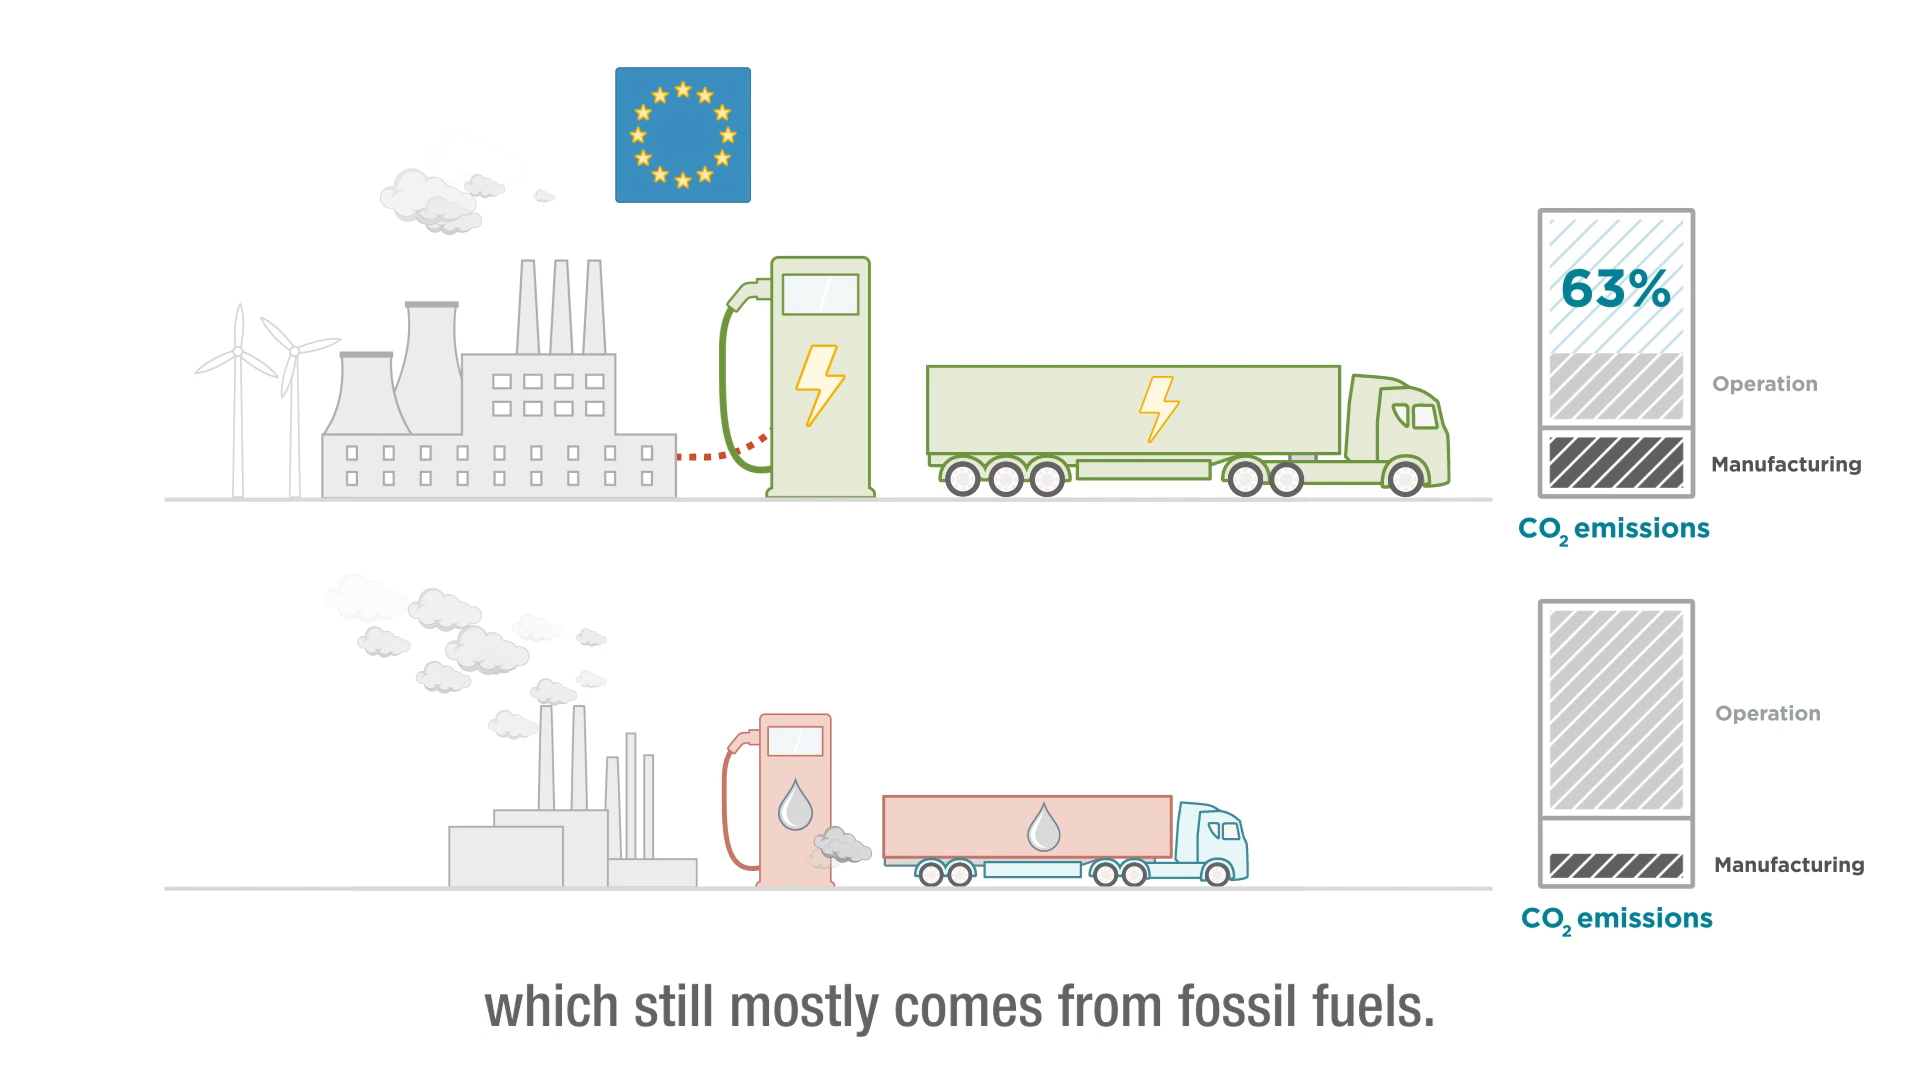 63%
Operation
Manufacturing
CO₂ emissions
Operation
Manufacturing
CO₂ emissions
which still mostly comes from fossil fuels.